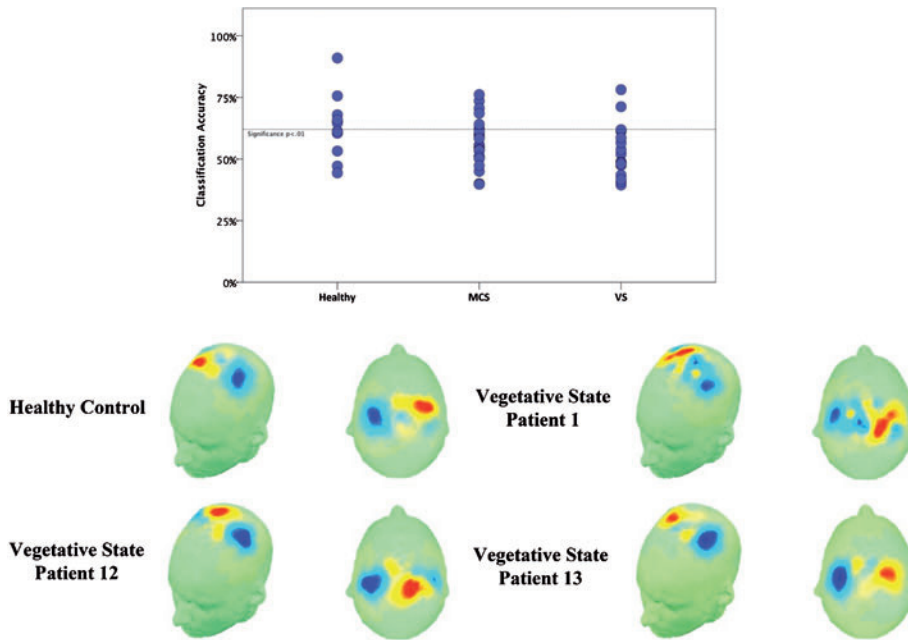 100%
75%
50%
25%
0%
Classification Accuracy
Significance p<.01
Healthy MCS VS
Healthy Control
Vegetative State
Patient 1
Vegetative State
Patient 12
Vegetative State
Patient 13